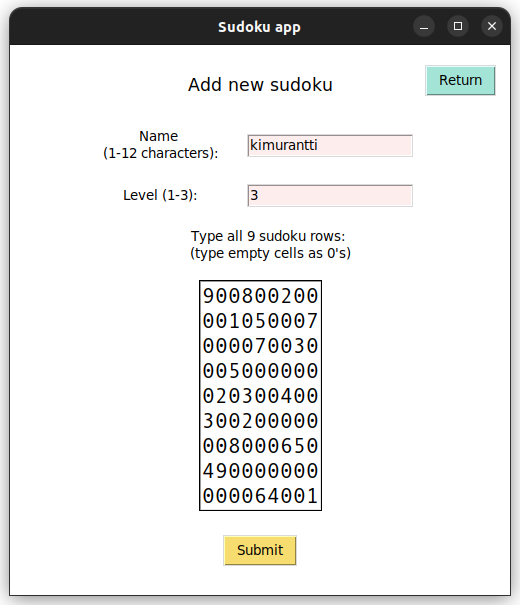 Sudoku app
Add new sudoku
Return
Name
(1-12 characters):
kimurantti
Level (1-3):
3
Type all 9 sudoku rows:
(type empty cells as 0's)
900800200
001050007
000070030
005000000
020300400
300200000
008000650
490000000
000064001
Submit